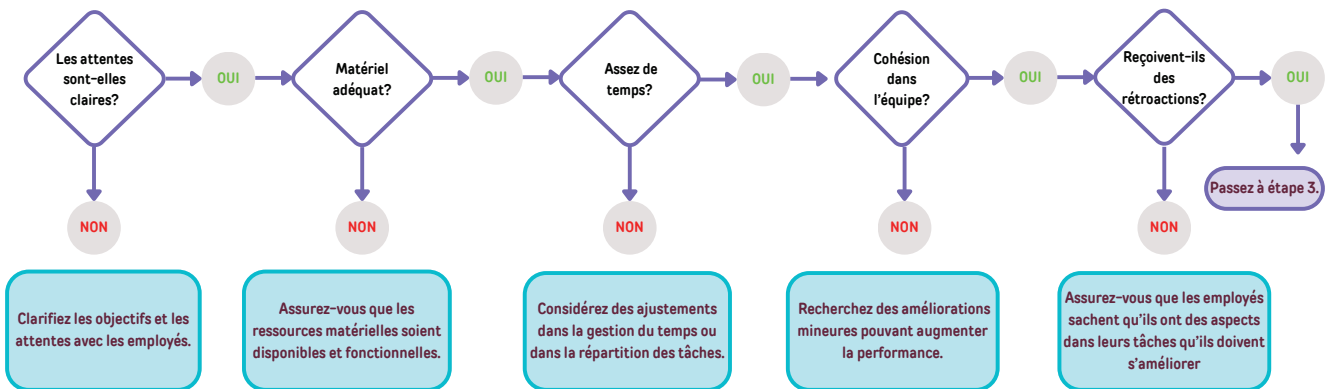 Les attentes
sont-elles
claires?
OUI
Matériel
adéquat?
OUI
Assez de
temps?
OUI
Cohésion
dans
l'équipe?
OUI
Reçoivent-ils
des
rétroactions?
OUI
Passez à étape 3.
NON
NON
NON
NON
NON
Clarifiez les objectifs et les
attentes avec les employés.
Assurez-vous que les
ressources matérielles soient
disponibles et fonctionnelles.
Considérez des ajustements
dans la gestion du temps ou
dans la répartition des tâches.
Recherchez des améliorations
mineures pouvant augmenter
la performance.
Assurez-vous que les employés
sachent qu'ils ont des aspects
dans leurs tâches qu'ils doivent
s'améliorer